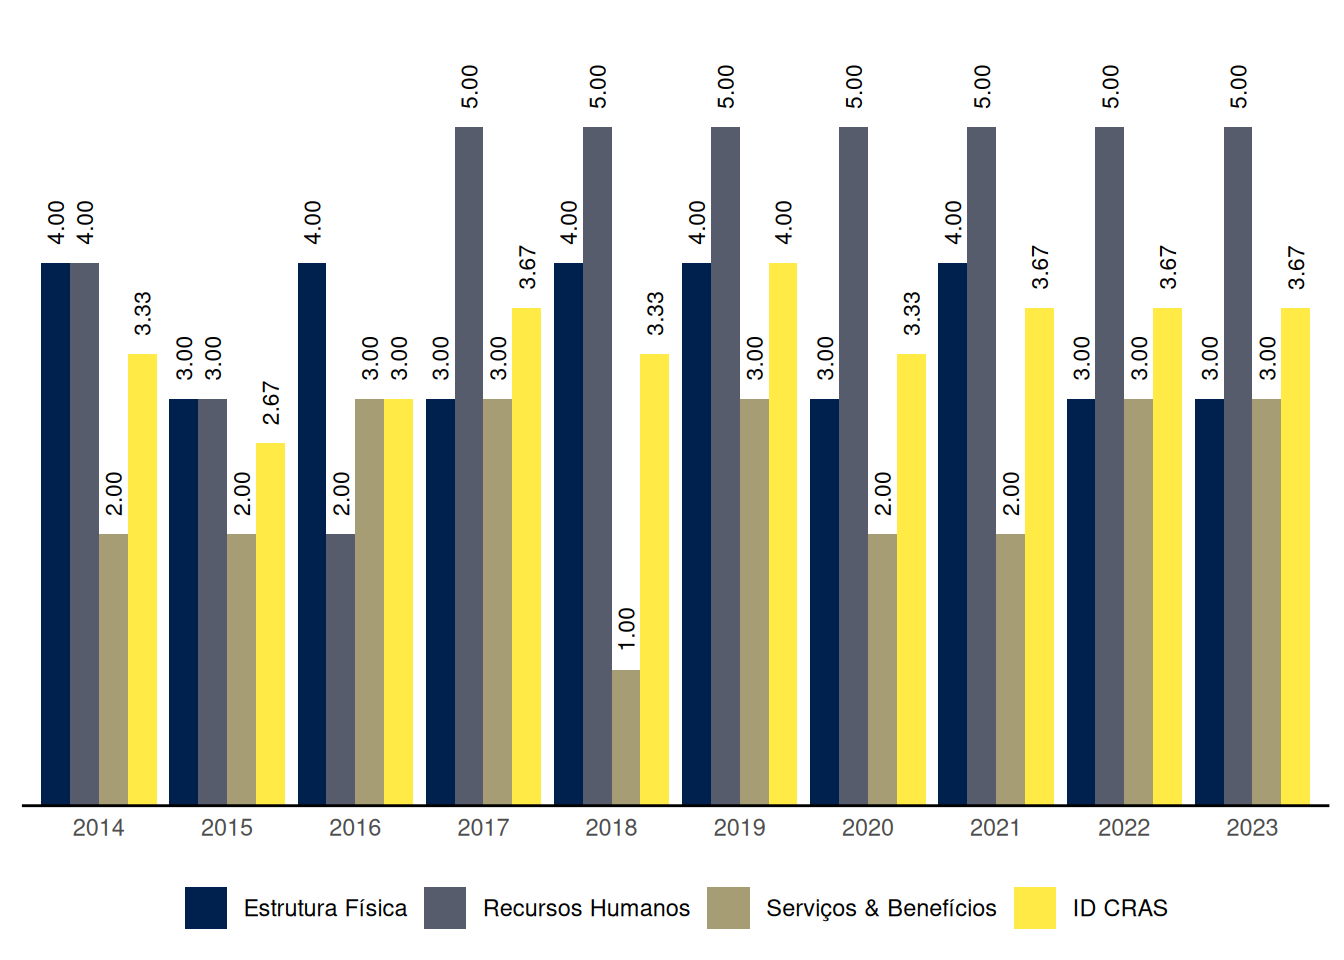 5.00 5.00 5.00 5.00 5.00 5.00 5.00
4.00 4.00 4.00 4.00 4.00 4.00 4.00
3.67 3.67 3.67 3.67
3.33 3.33 3.33
3.00 3.00 3.00 3.00 3.00 3.00 3.00 3.00 3.00 3.00 3.00 3.00
2.67
2.00 2.00 2.00 2.00 2.00
1.00
2014 2015 2016 2017 2018 2019 2020 2021 2022 2023
Estrutura Física Recursos Humanos Serviços & Benefícios ID CRAS